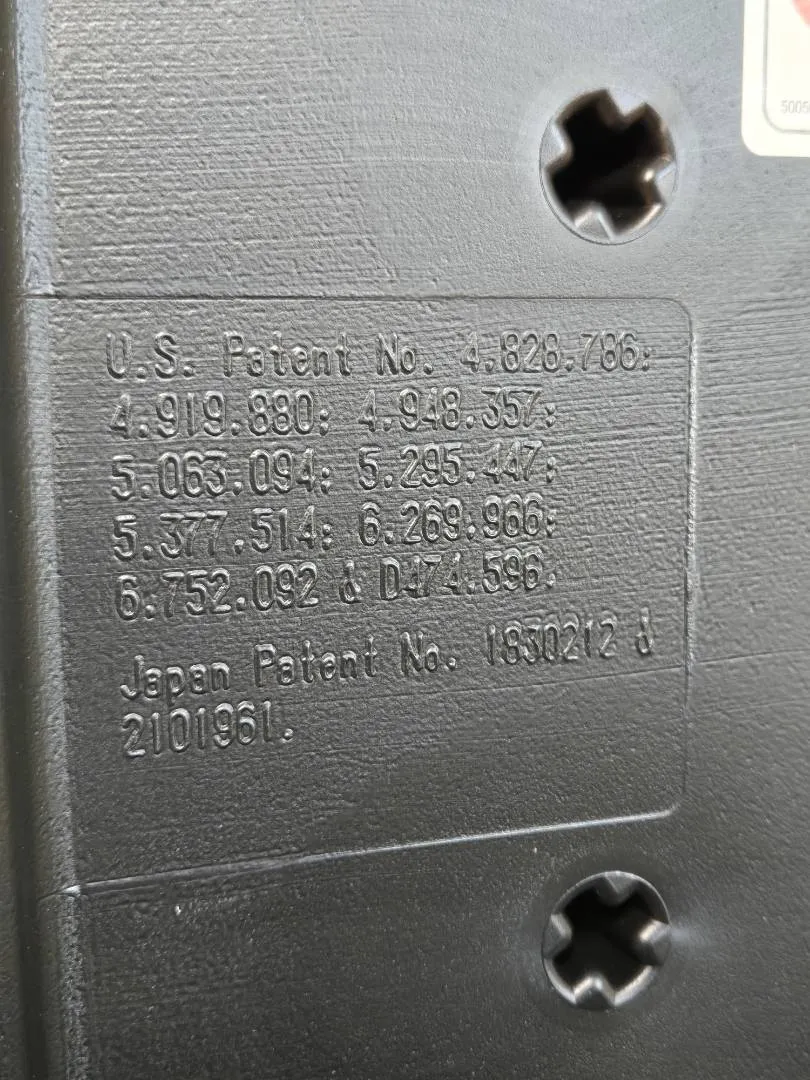 5005
U.S. Patent No. 4.828.786;
4.919.880; 4.948.357;
5.063.094; 5.295.447;
5.377.514; 6.269.966;
6.752.092 & D474.596.
Japan Patent No. 1830212 &
2101961.